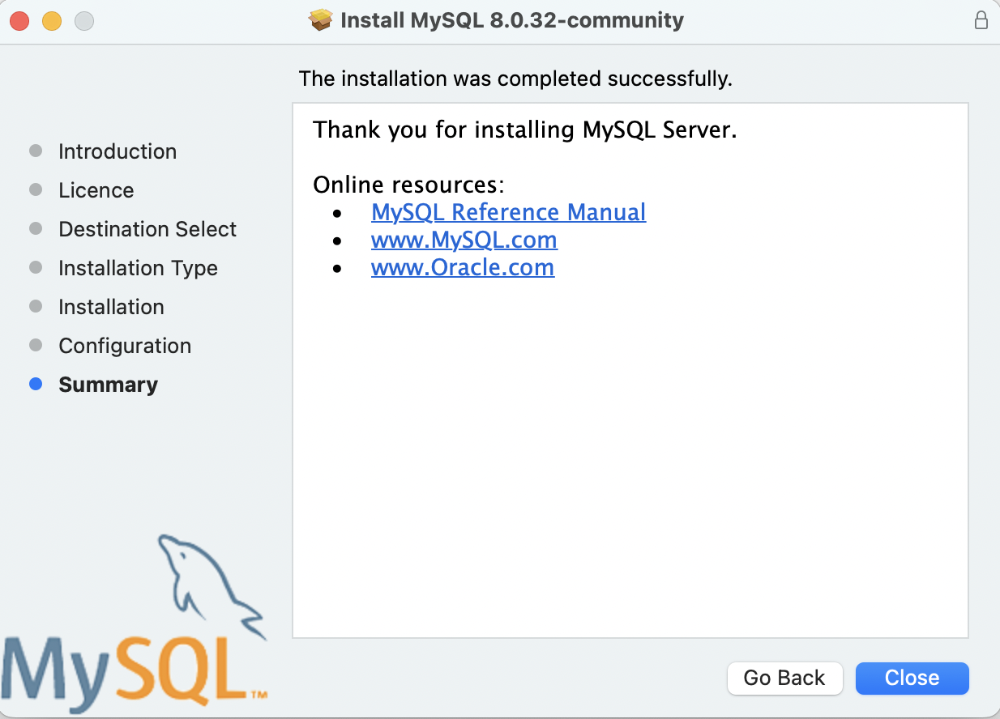 Install MySQL 8.0.32-community
The installation was completed successfully.
Introduction
Licence
Destination Select
Installation Type
Installation
Configuration
Summary
Thank you for installing MySQL Server.
Online resources:
• MySQL Reference Manual
• www.MySQL.com
• www.Oracle.com
MySQL™
Go Back
Close